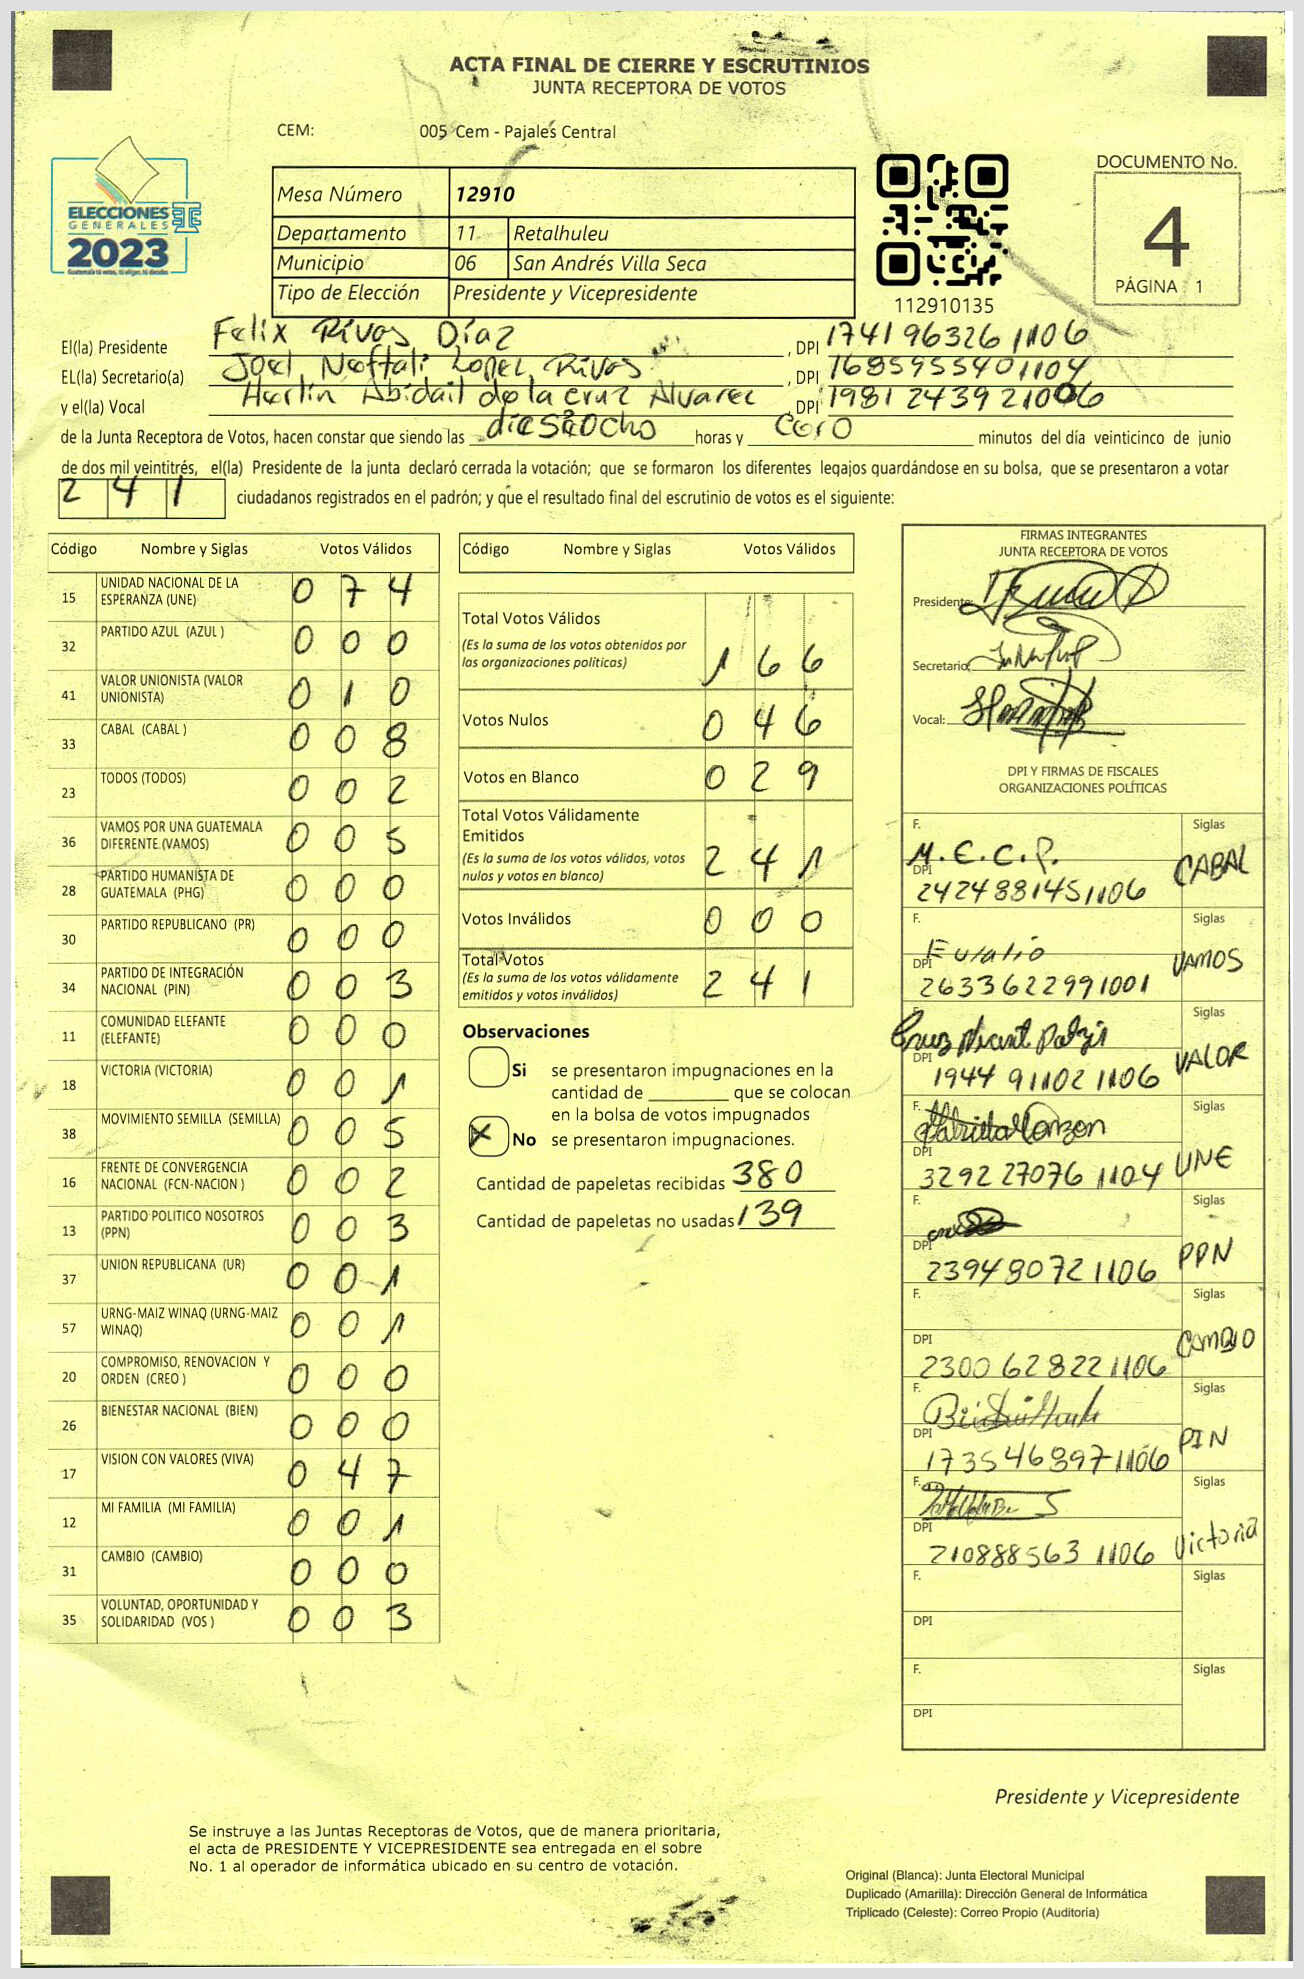 ACTA FINAL DE CIERRE Y ESCRUTINIOS
JUNTA RECEPTORA DE VOTOS
CEM: 005 Cem - Pajales Central
ELECCIONES
GENERALES
2023
Guatemala tú votas, tú eliges, tú decides
Mesa Número 12910
Departamento 11 Retalhuleu
Municipio 06 San Andrés Villa Seca
Tipo de Elección Presidente y Vicepresidente
112910135
DOCUMENTO No.
4
PÁGINA 1
El(la) Presidente Felix Rivas Díaz , DPI 1741963261106
EL(la) Secretario(a) Joel Neftali Lopez Rivas , DPI 1685955401104
y el(la) Vocal Herlin Abidail de la cruz Alvarez , DPI 1981243921006
de la Junta Receptora de Votos, hacen constar que siendo las diesáOcho horas y Cero minutos del día veinticinco de junio
de dos mil veintitrés, el(la) Presidente de la junta declaró cerrada la votación; que se formaron los diferentes legajos guardándose en su bolsa, que se presentaron a votar
241 ciudadanos registrados en el padrón; y que el resultado final del escrutinio de votos es el siguiente:
Código Nombre y Siglas Votos Válidos
15 UNIDAD NACIONAL DE LA ESPERANZA (UNE) 0 7 4
32 PARTIDO AZUL (AZUL ) 0 0 0
41 VALOR UNIONISTA (VALOR UNIONISTA) 0 1 0
33 CABAL (CABAL ) 0 0 8
23 TODOS (TODOS) 0 0 2
36 VAMOS POR UNA GUATEMALA DIFERENTE (VAMOS) 0 0 5
28 PARTIDO HUMANISTA DE GUATEMALA (PHG) 0 0 0
30 PARTIDO REPUBLICANO (PR) 0 0 0
34 PARTIDO DE INTEGRACIÓN NACIONAL (PIN) 0 0 3
11 COMUNIDAD ELEFANTE (ELEFANTE) 0 0 0
18 VICTORIA (VICTORIA) 0 0 1
38 MOVIMIENTO SEMILLA (SEMILLA) 0 0 5
16 FRENTE DE CONVERGENCIA NACIONAL (FCN-NACION ) 0 0 2
13 PARTIDO POLITICO NOSOTROS (PPN) 0 0 3
37 UNION REPUBLICANA (UR) 0 0 1
57 URNG-MAIZ WINAQ (URNG-MAIZ WINAQ) 0 0 1
20 COMPROMISO, RENOVACION Y ORDEN (CREO ) 0 0 0
26 BIENESTAR NACIONAL (BIEN) 0 0 0
17 VISION CON VALORES (VIVA) 0 4 7
12 MI FAMILIA (MI FAMILIA) 0 0 1
31 CAMBIO (CAMBIO) 0 0 0
35 VOLUNTAD, OPORTUNIDAD Y SOLIDARIDAD (VOS ) 0 0 3
Código Nombre y Siglas Votos Válidos
Total Votos Válidos
(Es la suma de los votos obtenidos por
las organizaciones políticas) 1 6 6
Votos Nulos 0 4 6
Votos en Blanco 0 2 9
Total Votos Válidamente
Emitidos
(Es la suma de los votos válidos, votos
nulos y votos en blanco) 2 4 1
Votos Inválidos 0 0 0
Total Votos
(Es la suma de los votos válidamente
emitidos y votos inválidos) 2 4 1
Observaciones
Si se presentaron impugnaciones en la
cantidad de ________ que se colocan
en la bolsa de votos impugnados
X No se presentaron impugnaciones.
Cantidad de papeletas recibidas 380
Cantidad de papeletas no usadas 139
FIRMAS INTEGRANTES
JUNTA RECEPTORA DE VOTOS
Presidente:
Secretario:
Vocal:
DPI Y FIRMAS DE FISCALES
ORGANIZACIONES POLÍTICAS
F. M.E.C.P. Siglas CABAL
DPI 2424881451106
F. Eulalio Siglas VAMOS
DPI 2633622991001
F. Siglas VALOR
DPI 1944 91102 1106
F. Gabriella Monzon Siglas UNE
DPI 3292 27076 1104
F. Siglas PPN
DPI 239480721106
F. Siglas CAMBIO
DPI 2300 62822 1106
F. Siglas PIN
DPI 1735468971106
F. Siglas Victoria
DPI 210888563 1106
F. Siglas
DPI
F. Siglas
DPI
Presidente y Vicepresidente
Se instruye a las Juntas Receptoras de Votos, que de manera prioritaria,
el acta de PRESIDENTE Y VICEPRESIDENTE sea entregada en el sobre
No. 1 al operador de informática ubicado en su centro de votación.
Original (Blanca): Junta Electoral Municipal
Duplicado (Amarilla): Dirección General de Informática
Triplicado (Celeste): Correo Propio (Auditoría)